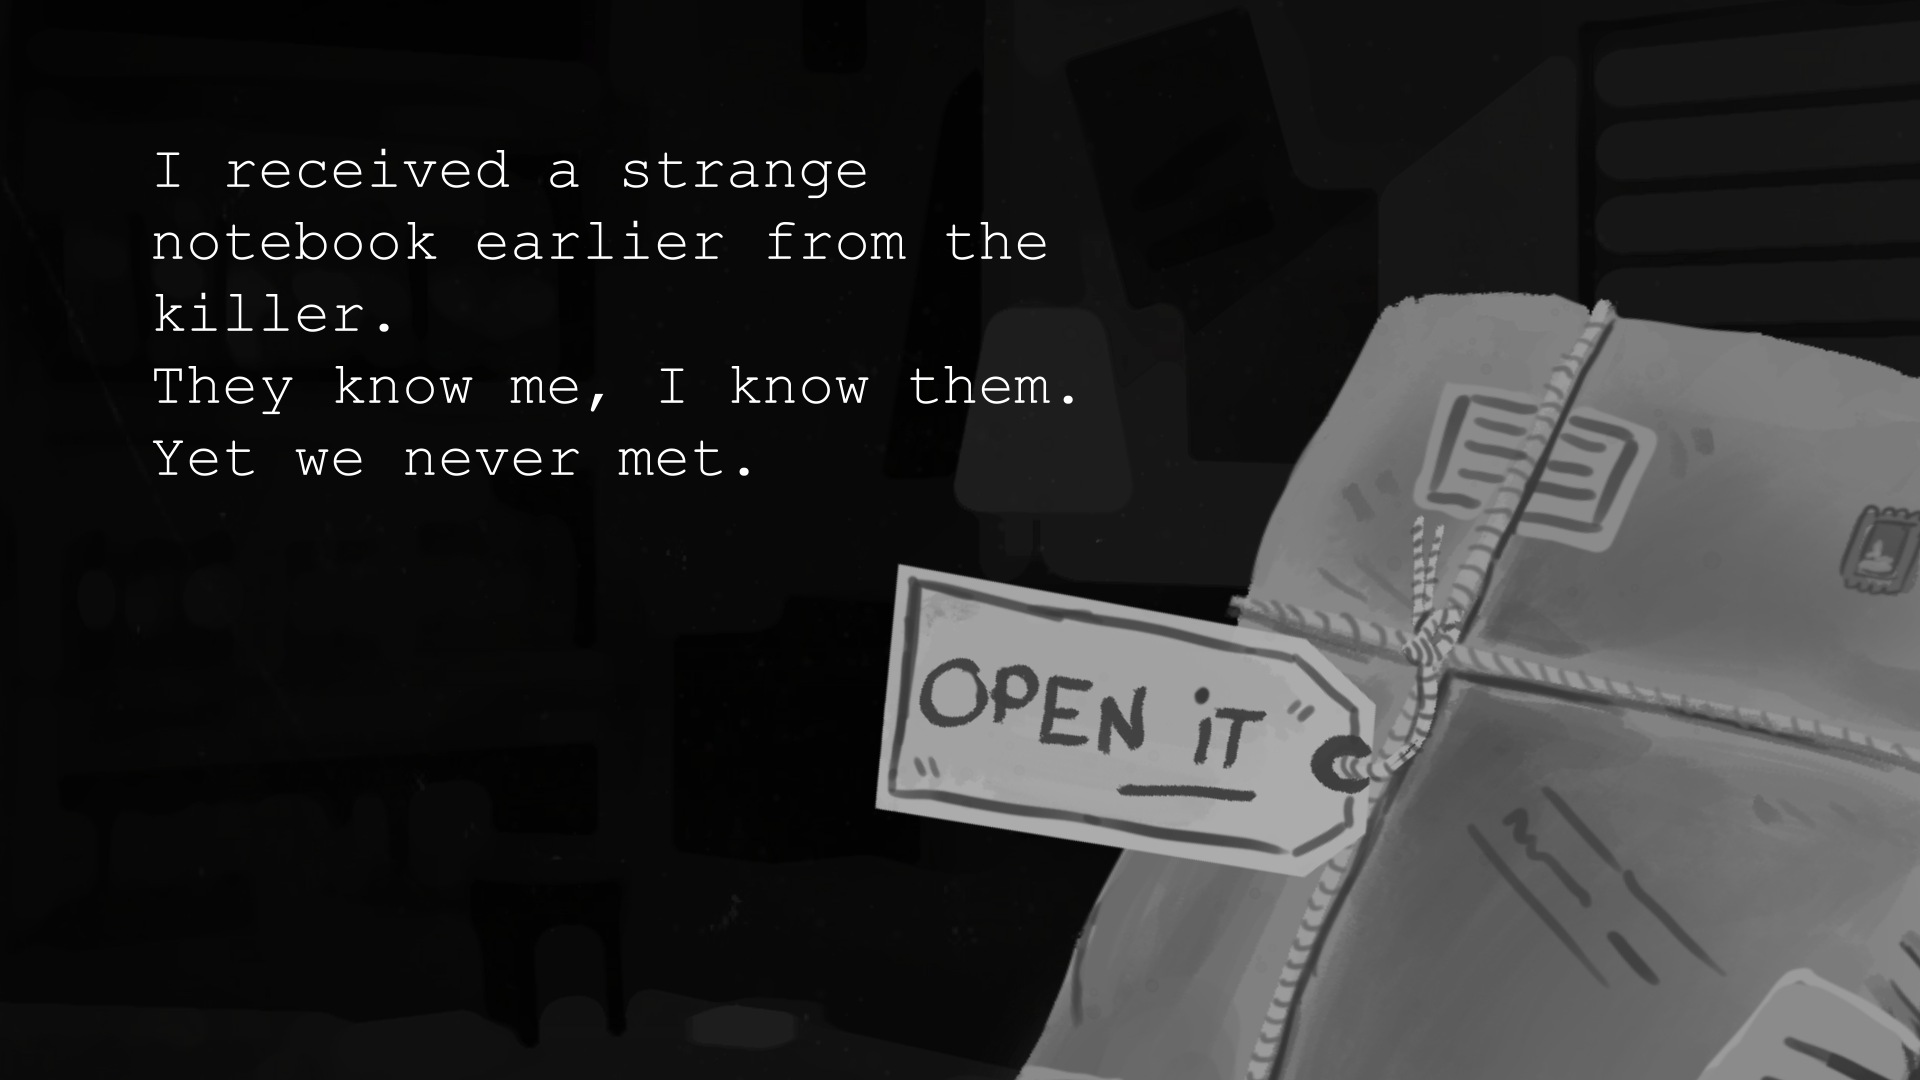 I received a strange
notebook earlier from the
killer.
They know me, I know them.
Yet we never met.
OPEN iT